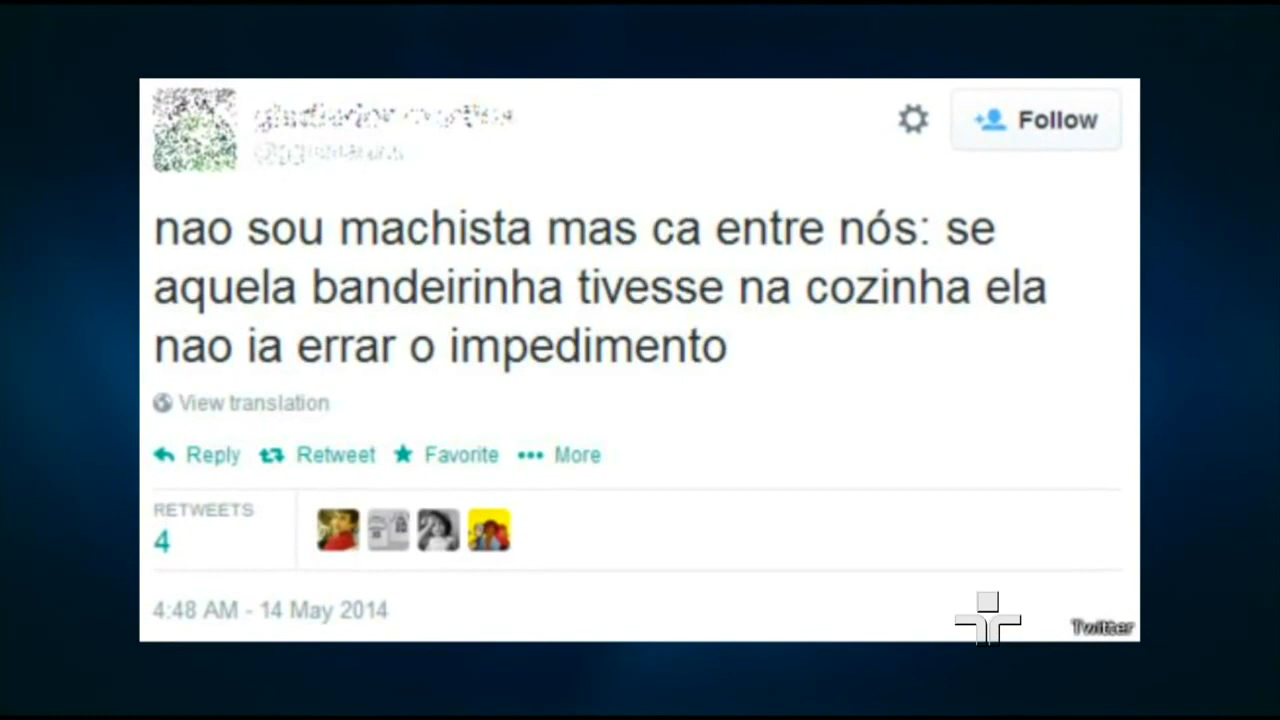 Follow
nao sou machista mas ca entre nós: se
aquela bandeirinha tivesse na cozinha ela
nao ia errar o impedimento
View translation
Reply Retweet Favorite More
RETWEETS
4
4:48 AM - 14 May 2014
Twitter